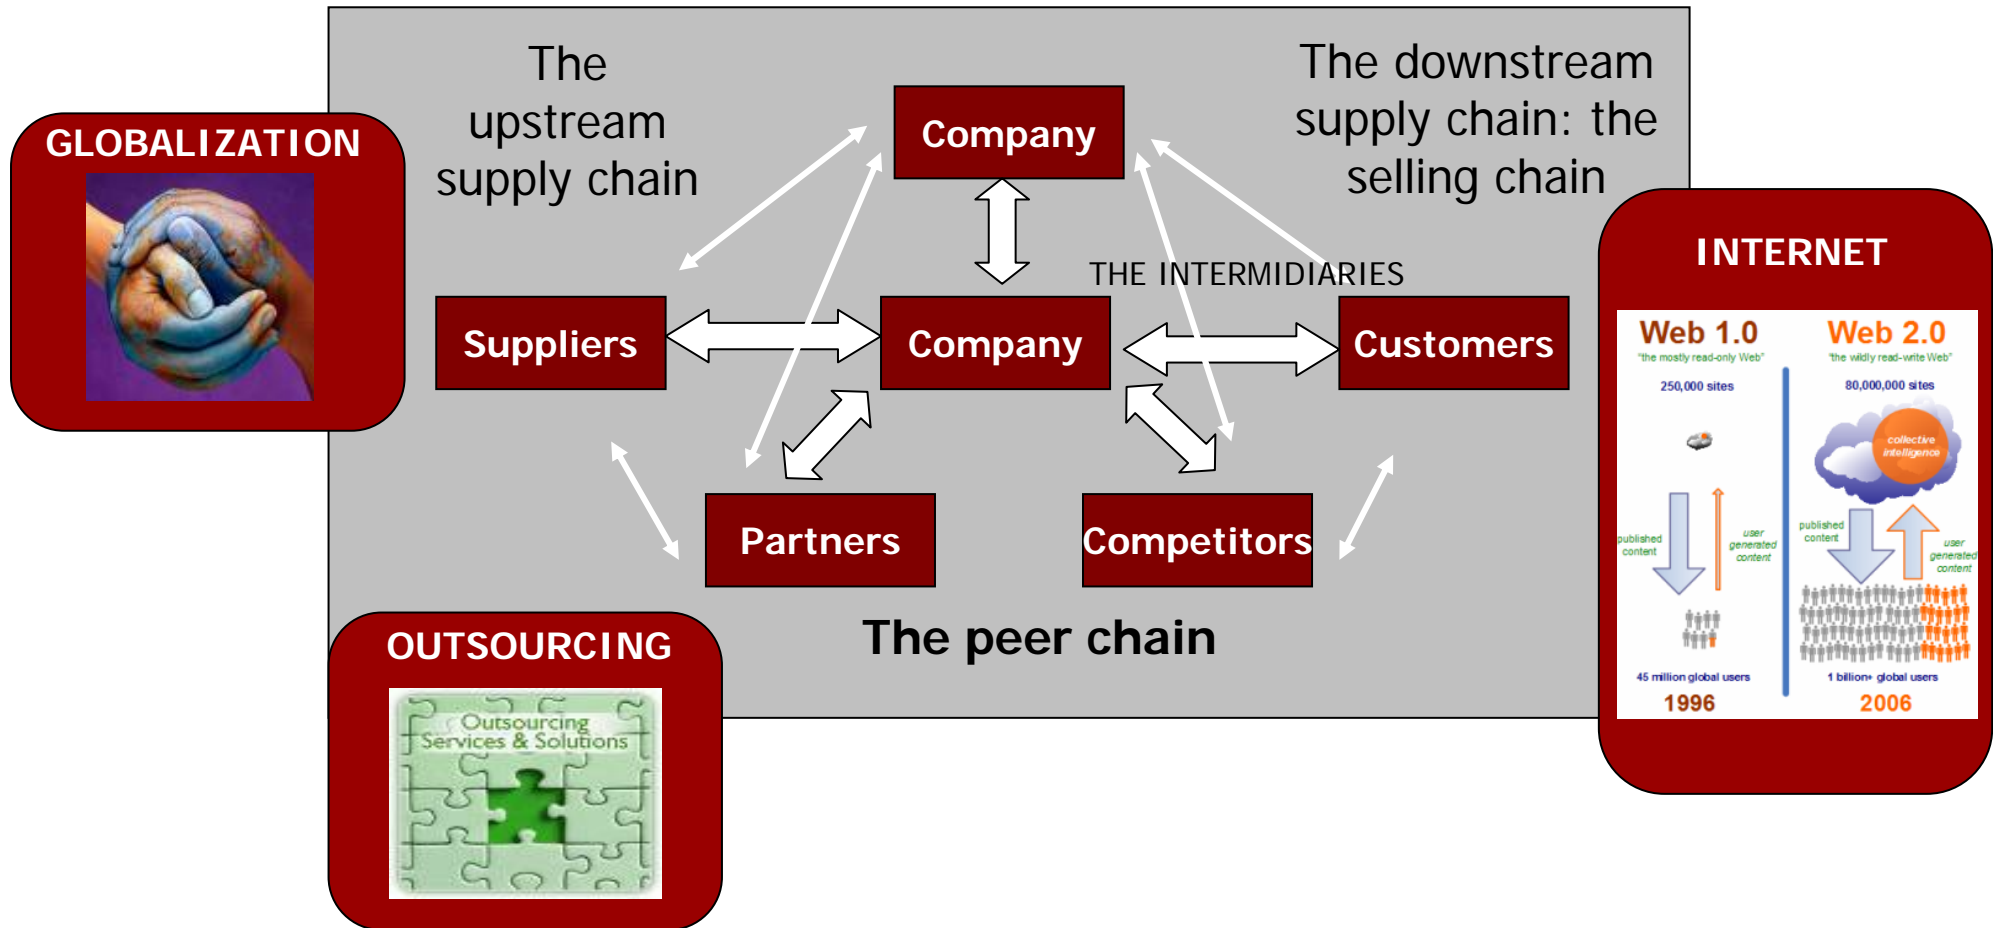 The
upstream
supply chain
The downstream
supply chain: the
selling chain
GLOBALIZATION
Company
THE INTERMIDIARIES
Suppliers
Company
Customers
Partners
Competitors
The peer chain
OUTSOURCING
Outsourcing
Services & Solutions
INTERNET
Web 1.0
"the mostly read-only Web"
250,000 sites
published
content
user
generated
content
45 million global users
1996
Web 2.0
"the wildly read-write Web"
80,000,000 sites
collective
intelligence
published
content
user
generated
content
1 billion+ global users
2006